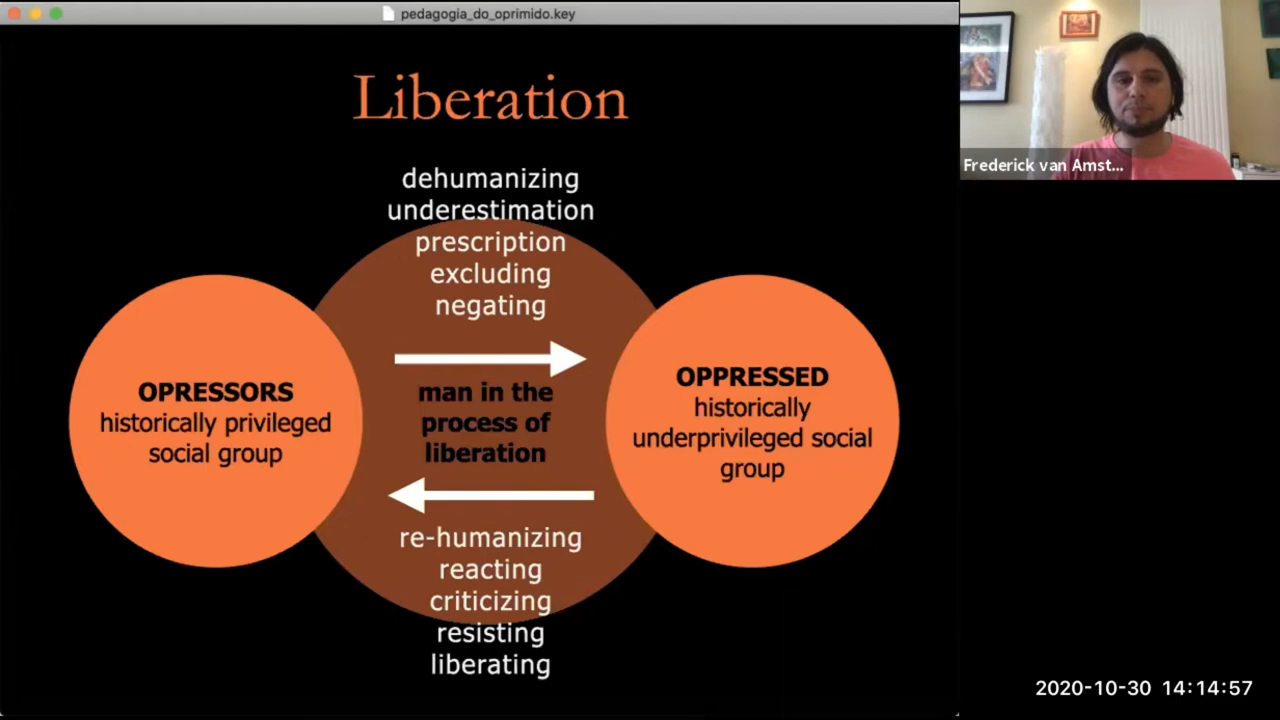 pedagogia_do_oprimido.key
Liberation
dehumanizing
underestimation
prescription
excluding
negating
OPRESSORS
historically privileged
social group
man in the
process of
liberation
OPPRESSED
historically
underprivileged social
group
re-humanizing
reacting
criticizing
resisting
liberating
Frederick van Amst...
2020-10-30 14:14:57